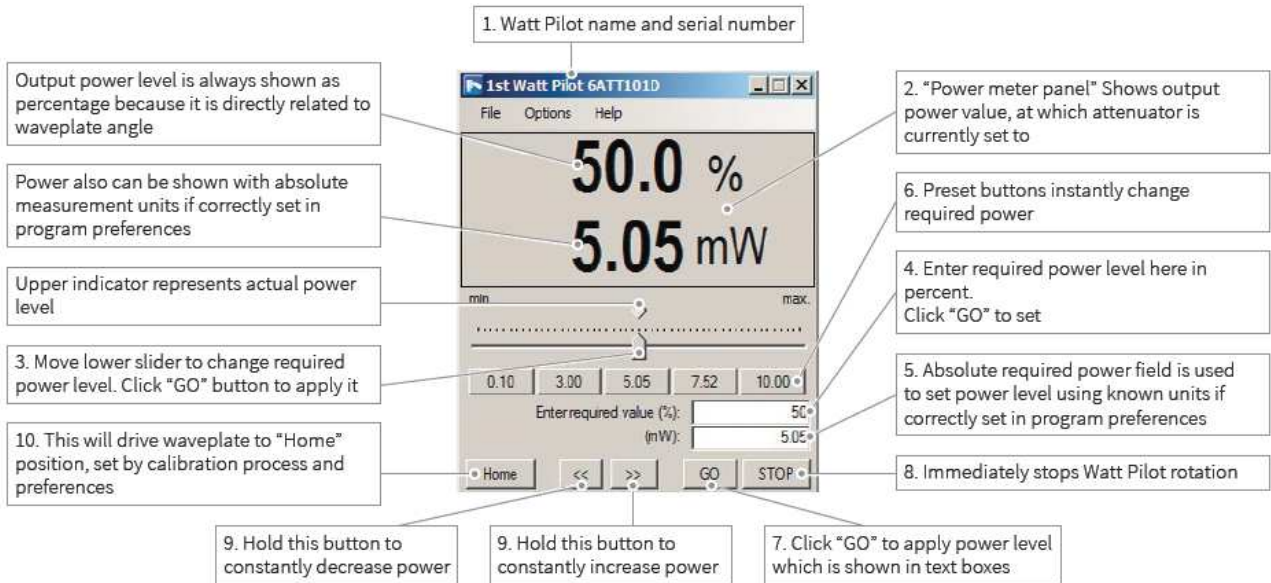 1. Watt Pilot name and serial number
Output power level is always shown as
percentage because it is directly related to
waveplate angle
Power also can be shown with absolute
measurement units if correctly set in
program preferences
Upper indicator represents actual power
level
3. Move lower slider to change required
power level. Click “GO” button to apply it
10. This will drive waveplate to “Home”
position, set by calibration process and
preferences
1st Watt Pilot 6ATT101D
File Options Help
50.0 %
5.05 mW
min max.
0.10 3.00 5.05 7.52 10.00
Enter required value (%): 50
(mW): 5.05
Home << >> GO STOP
2. “Power meter panel” Shows output
power value, at which attenuator is
currently set to
6. Preset buttons instantly change
required power
4. Enter required power level here in
percent.
Click “GO” to set
5. Absolute required power field is used
to set power level using known units if
correctly set in program preferences
8. Immediately stops Watt Pilot rotation
9. Hold this button to
constantly decrease power
9. Hold this button to
constantly increase power
7. Click “GO” to apply power level
which is shown in text boxes